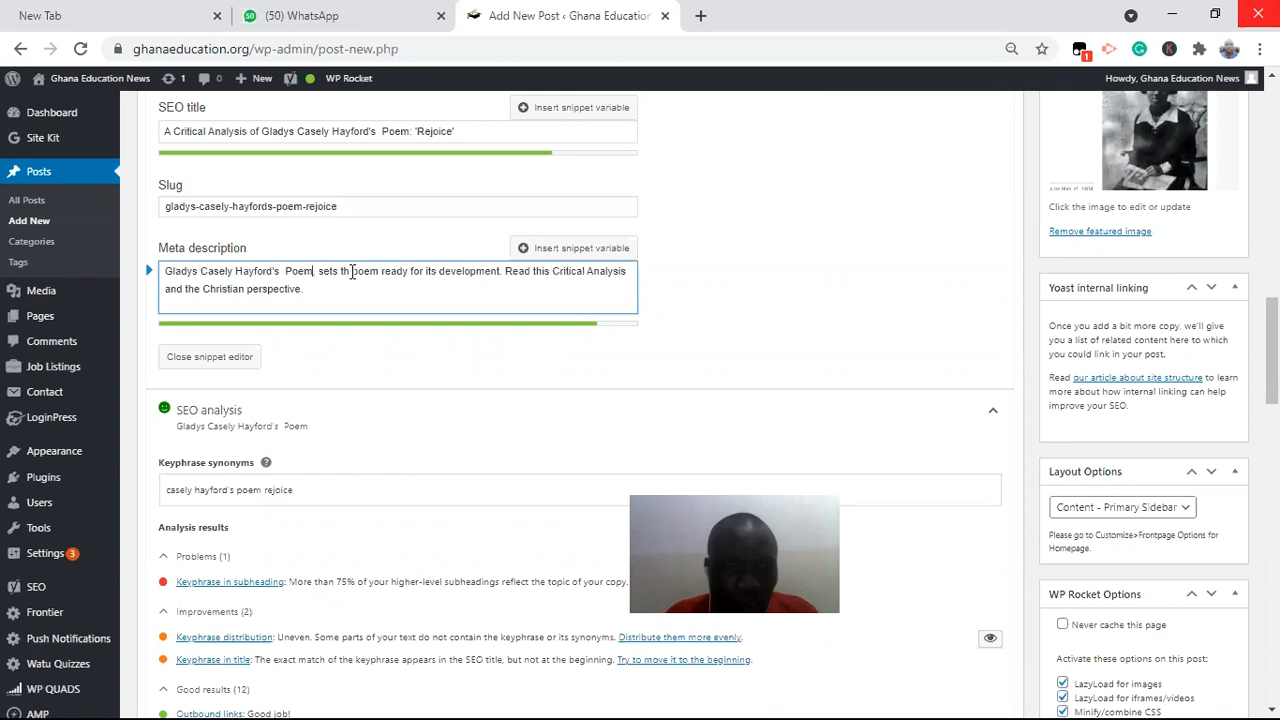 New Tab
(50) WhatsApp
Add New Post ‹ Ghana Education
ghanaeducation.org/wp-admin/post-new.php
1
Ghana Education News
1
0
New
WP Rocket
Howdy, Ghana Education News
Dashboard
Site Kit
Posts
All Posts
Add New
Categories
Tags
Media
Pages
Comments
Job Listings
Contact
LoginPress
Appearance
Plugins
Users
Tools
Settings 3
SEO
Frontier
Push Notifications
Watu Quizzes
WP QUADS
AMP
SEO title
Insert snippet variable
A Critical Analysis of Gladys Casely Hayford's Poem: 'Rejoice'
Slug
gladys-casely-hayfords-poem-rejoice
Meta description
Insert snippet variable
Gladys Casely Hayford's Poem, sets th poem ready for its development. Read this Critical Analysis
and the Christian perspective.
Close snippet editor
SEO analysis
Gladys Casely Hayford's Poem
Keyphrase synonyms
casely hayford's poem rejoice
Analysis results
Problems (1)
Keyphrase in subheading: More than 75% of your higher-level subheadings reflect the topic of your copy.
Improvements (2)
Keyphrase distribution: Uneven. Some parts of your text do not contain the keyphrase or its synonyms. Distribute them more evenly.
Keyphrase in title: The exact match of the keyphrase appears in the SEO title, but not at the beginning. Try to move it to the beginning.
Good results (12)
Outbound links: Good job!
Click the image to edit or update
Remove featured image
Yoast internal linking
Once you add a bit more copy, we'll give
you a list of related content here to which
you could link in your post.
Read our article about site structure to learn
more about how internal linking can help
improve your SEO.
Layout Options
Content - Primary Sidebar
Please go to Customize>Frontpage Options for
Homepage.
WP Rocket Options
Never cache this page
Activate these options on this post:
LazyLoad for images
LazyLoad for iframes/videos
Minify/combine CSS